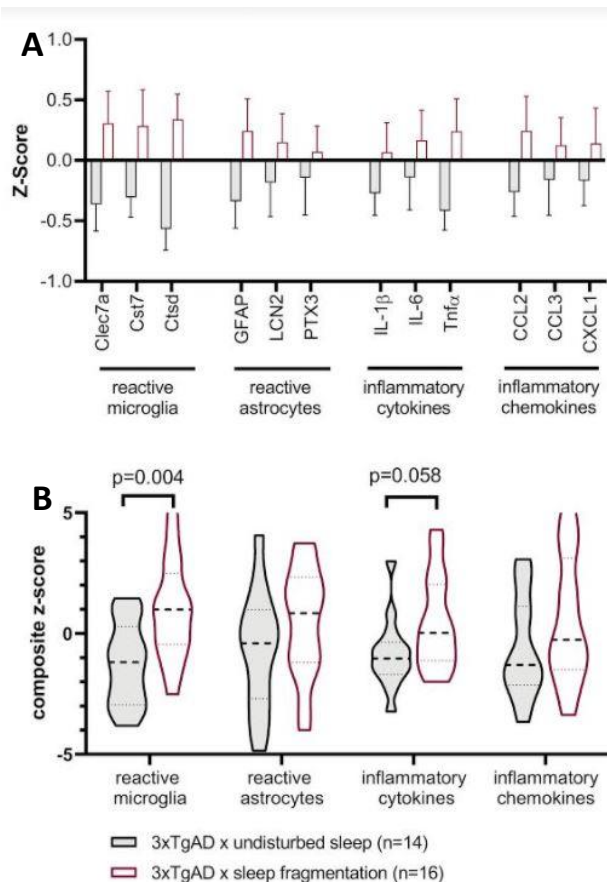 A
1.0
0.5
0.0
-0.5
-1.0
Z-Score
Clec7a
Cst7
Ctsd
GFAP
LCN2
PTX3
IL-1β
IL-6
Tnfα
CCL2
CCL3
CXCL1
reactive
microglia
reactive
astrocytes
inflammatory
cytokines
inflammatory
chemokines
B
p=0.004
p=0.058
5
0
-5
composite z-score
reactive
microglia
reactive
astrocytes
inflammatory
cytokines
inflammatory
chemokines
3xTgAD x undisturbed sleep (n=14)
3xTgAD x sleep fragmentation (n=16)